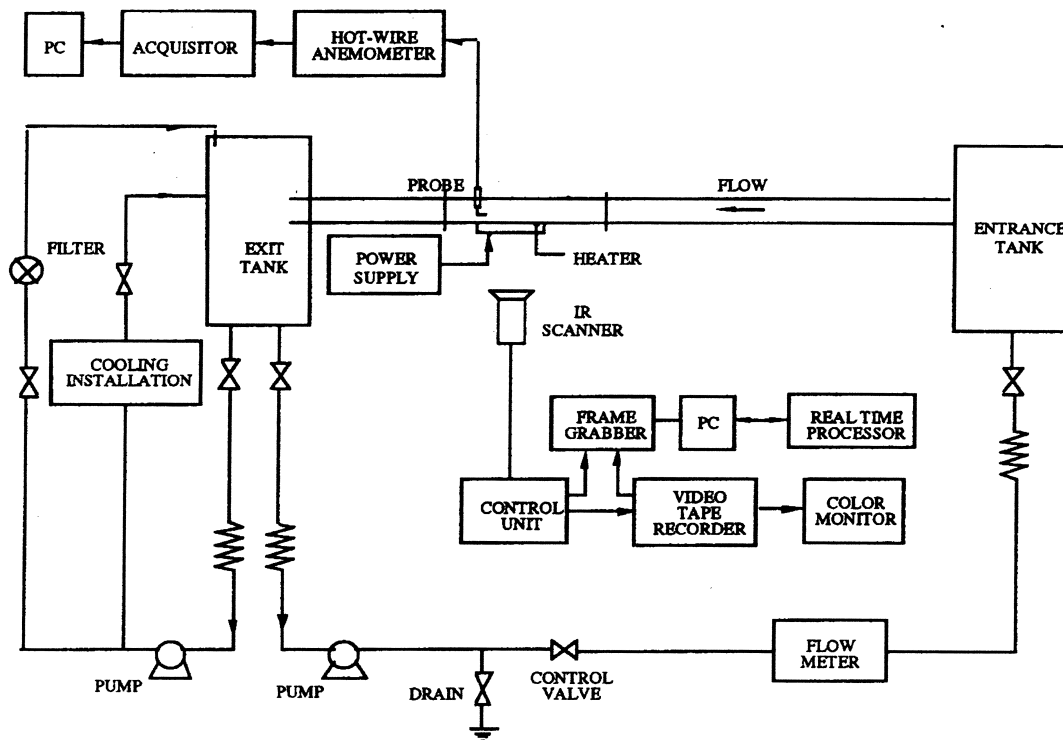 PC
ACQUISITOR
HOT-WIRE
ANEMOMETER
PROBE
FLOW
FILTER
EXIT
TANK
POWER
SUPPLY
HEATER
ENTRANCE
TANK
IR
SCANNER
COOLING
INSTALLATION
FRAME
GRABBER
PC
REAL TIME
PROCESSOR
CONTROL
UNIT
VIDEO
TAPE
RECORDER
COLOR
MONITOR
PUMP
PUMP
DRAIN
CONTROL
VALVE
FLOW
METER